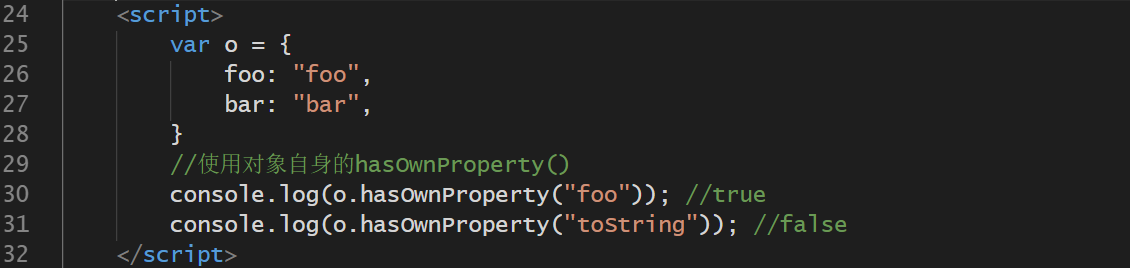 24 <script>
25 var o = {
26 foo: "foo",
27 bar: "bar",
28 }
29 //使用对象自身的hasOwnProperty()
30 console.log(o.hasOwnProperty("foo")); //true
31 console.log(o.hasOwnProperty("toString")); //false
32 </script>